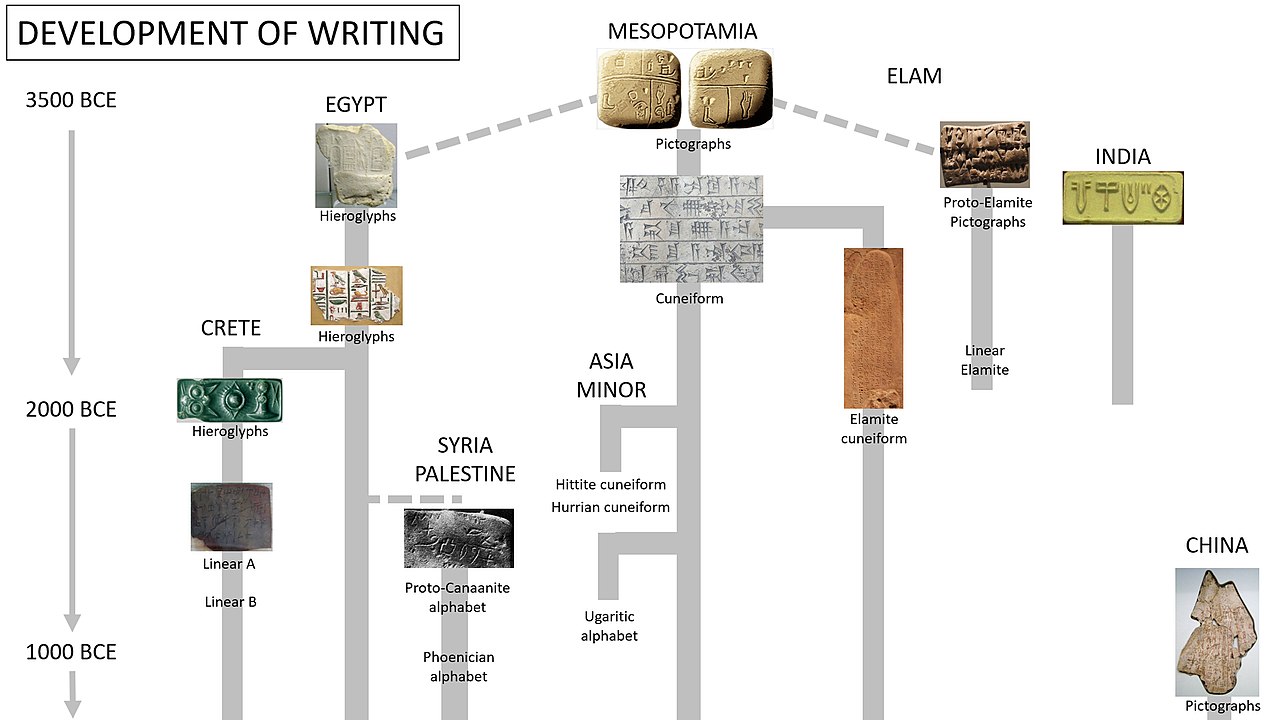 DEVELOPMENT OF WRITING
MESOPOTAMIA
ELAM
3500 BCE
EGYPT
Pictographs
INDIA
Hieroglyphs
Proto-Elamite
Pictographs
Cuneiform
CRETE
Hieroglyphs
ASIA
MINOR
Linear
Elamite
2000 BCE
Hieroglyphs
Elamite
cuneiform
SYRIA
PALESTINE
Hittite cuneiform
Hurrian cuneiform
Linear A
CHINA
Proto-Canaanite
alphabet
Linear B
Ugaritic
alphabet
1000 BCE
Phoenician
alphabet
Pictographs